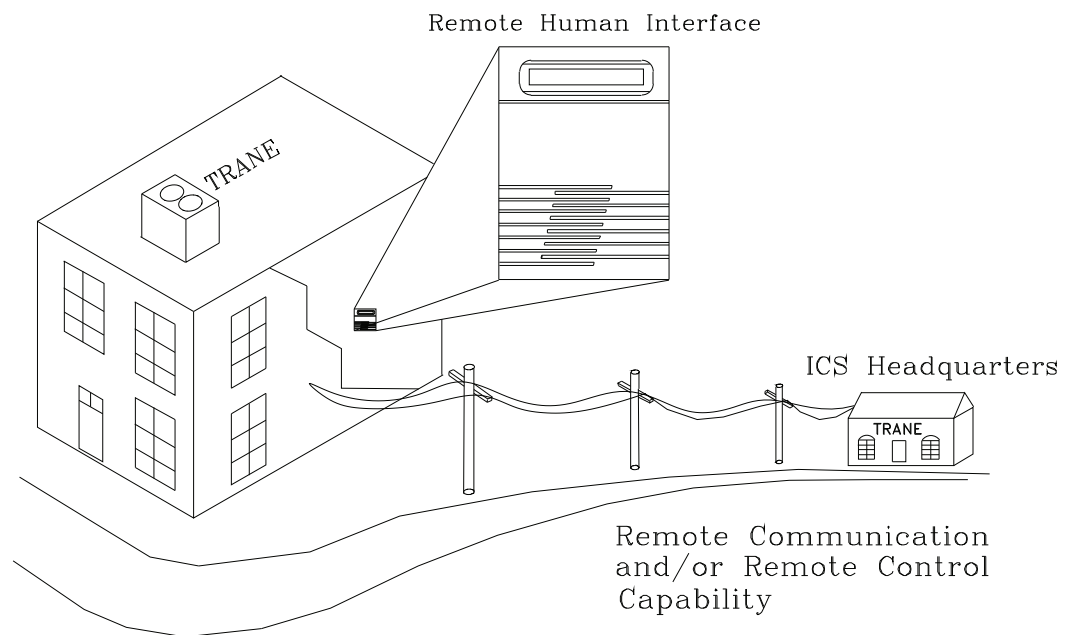 Remote Human Interface
TRANE
ICS Headquarters
TRANE
Remote Communication
and/or Remote Control
Capability